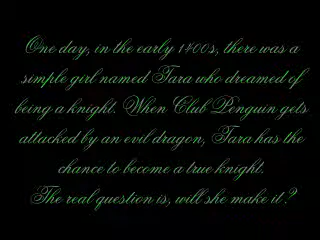 One day, in the early 1400s, there was a
simple girl named Tara who dreamed of
being a knight. When Club Penguin gets
attacked by an evil dragon, Tara has the
chance to become a true knight.
The real question is, will she make it?